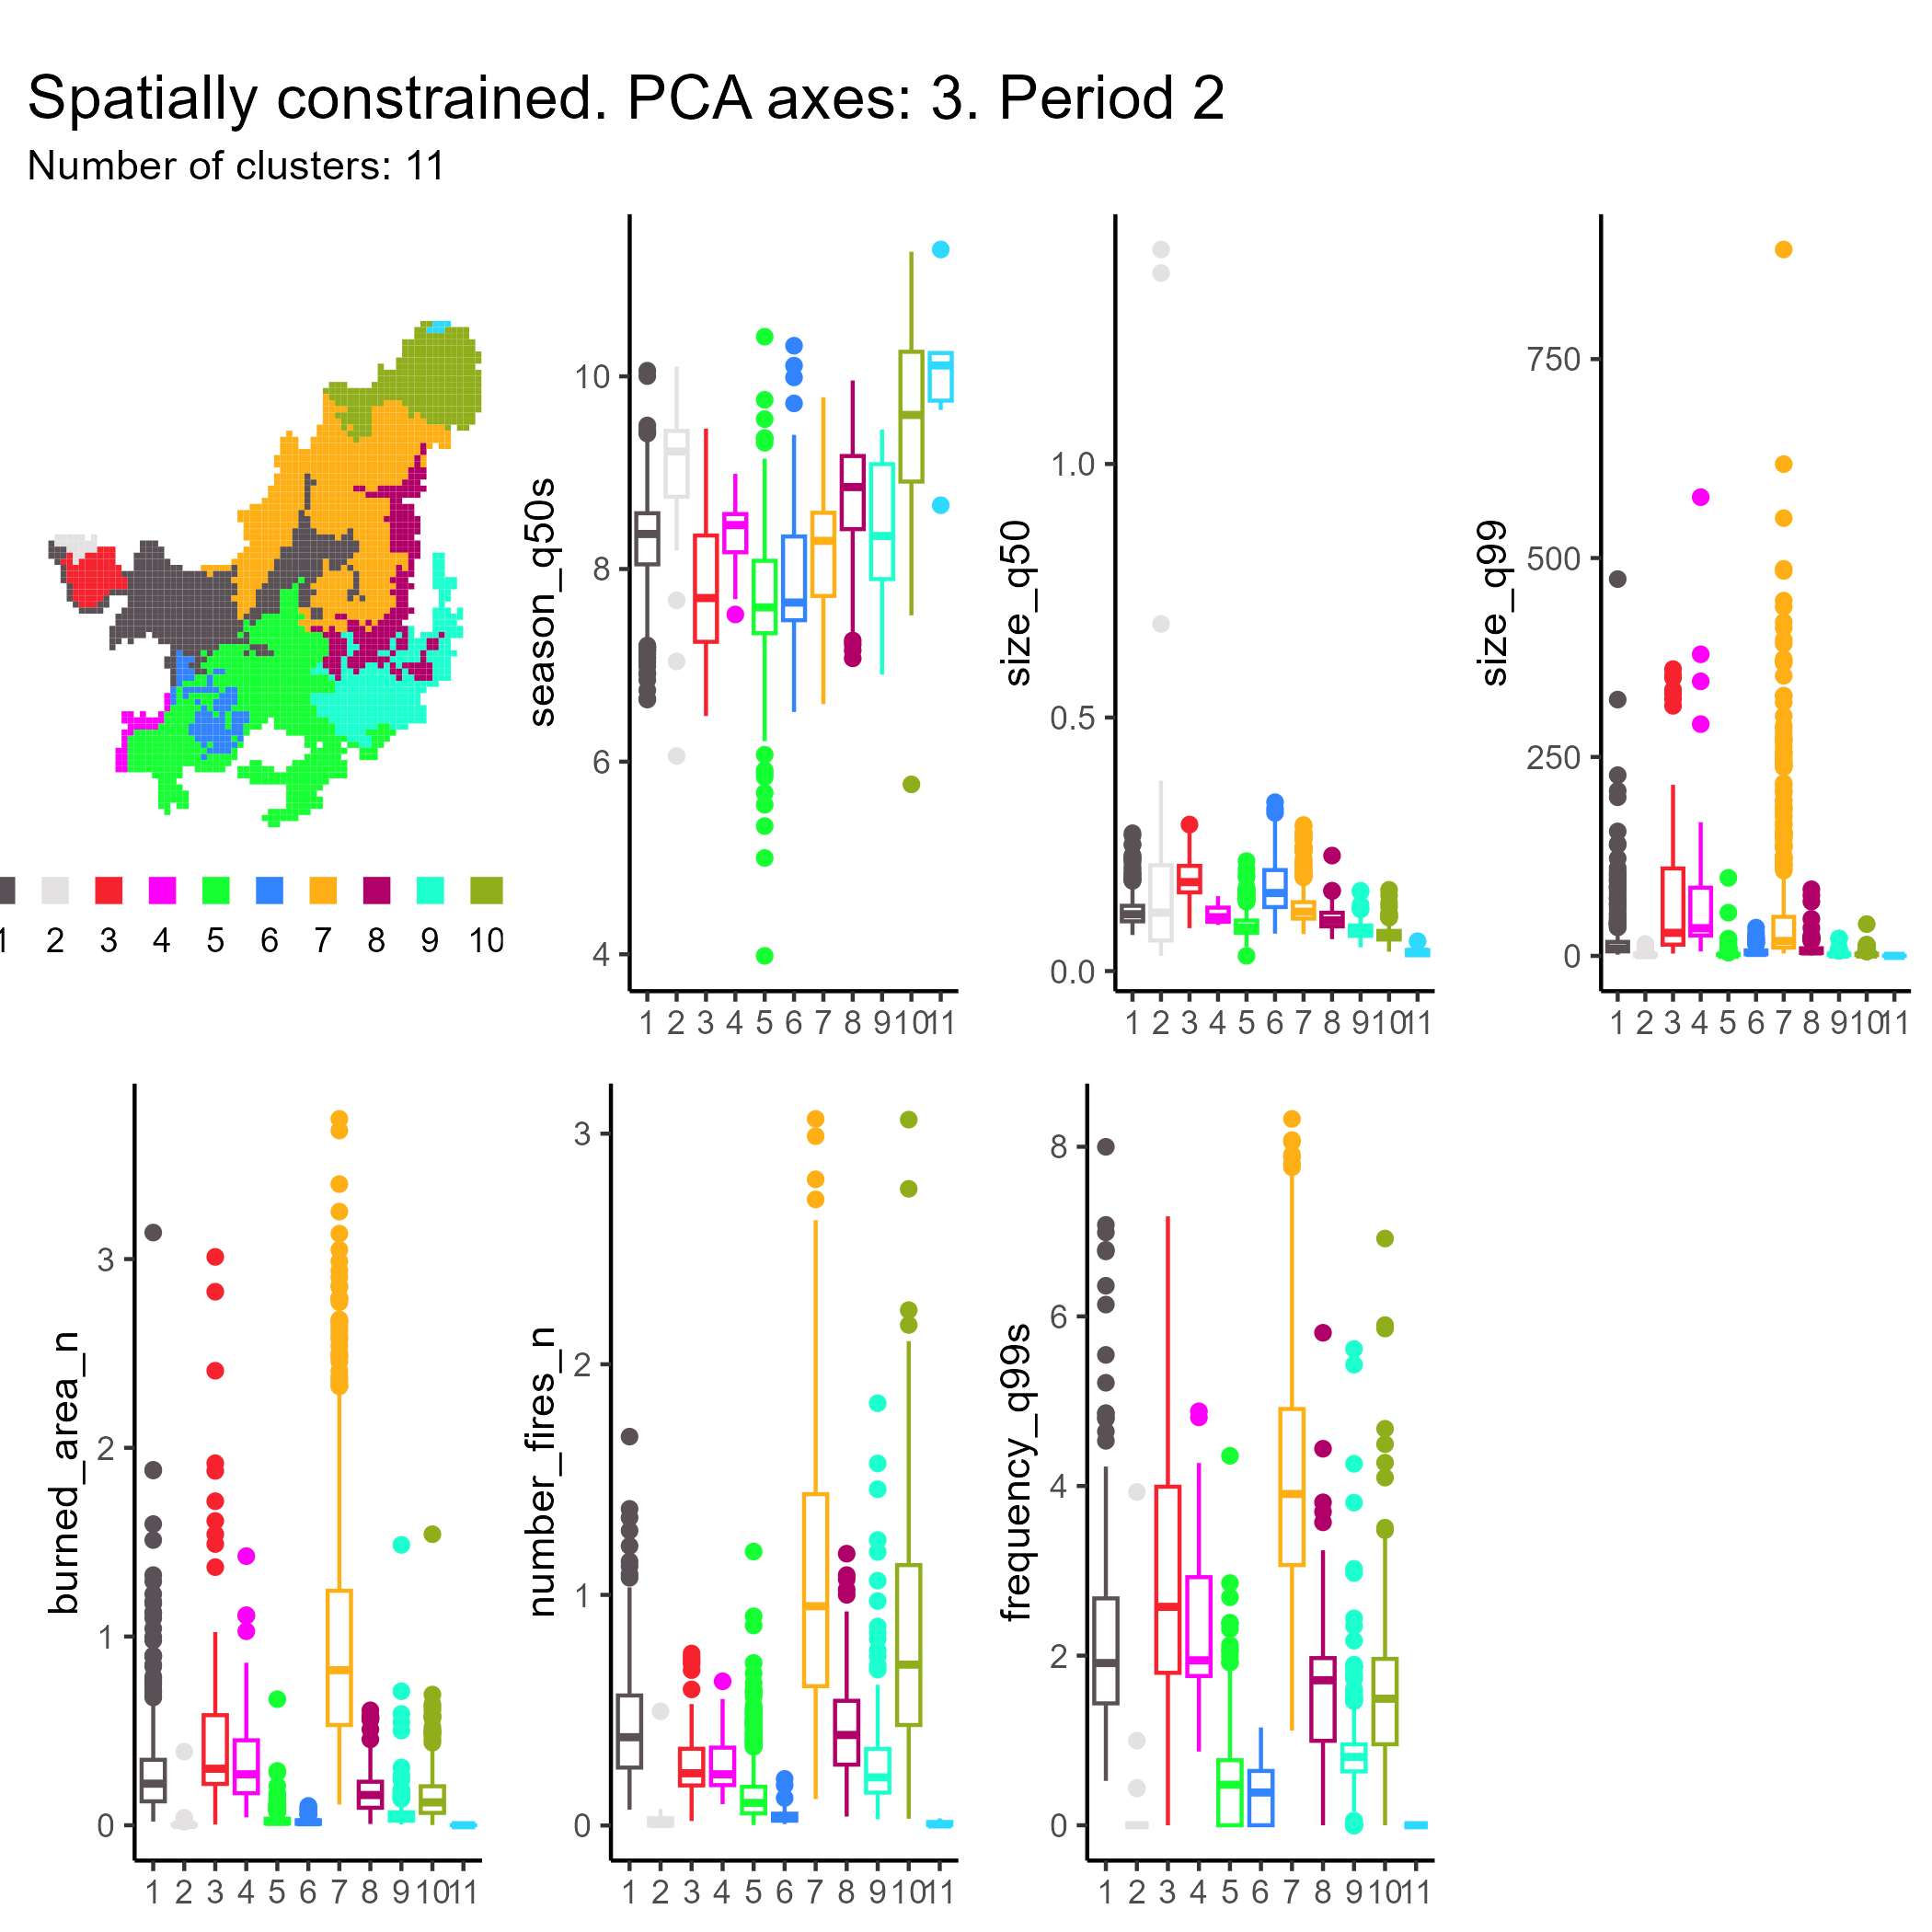 Spatially constrained. PCA axes: 3. Period 2
Number of clusters: 11
1 2 3 4 5 6 7 8 9 10
season_q50s
10
8
6
4
1 2 3 4 5 6 7 8 9 10 11
size_q50
1.0
0.5
0.0
1 2 3 4 5 6 7 8 9 10 11
size_q99
750
500
250
0
1 2 3 4 5 6 7 8 9 10 11
burned_area_n
3
2
1
0
1 2 3 4 5 6 7 8 9 10 11
number_fires_n
3
2
1
0
1 2 3 4 5 6 7 8 9 10 11
frequency_q99s
8
6
4
2
0
1 2 3 4 5 6 7 8 9 10 11